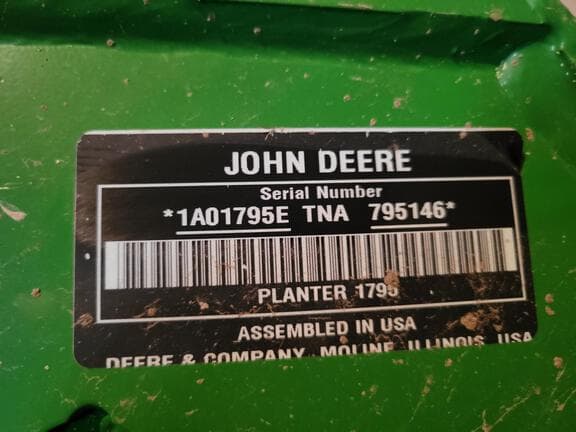 JOHN DEERE
Serial Number
*1A01795E TNA 795146*
PLANTER 1795
ASSEMBLED IN USA
DEERE & COMPANY MOLINE ILLINOIS USA